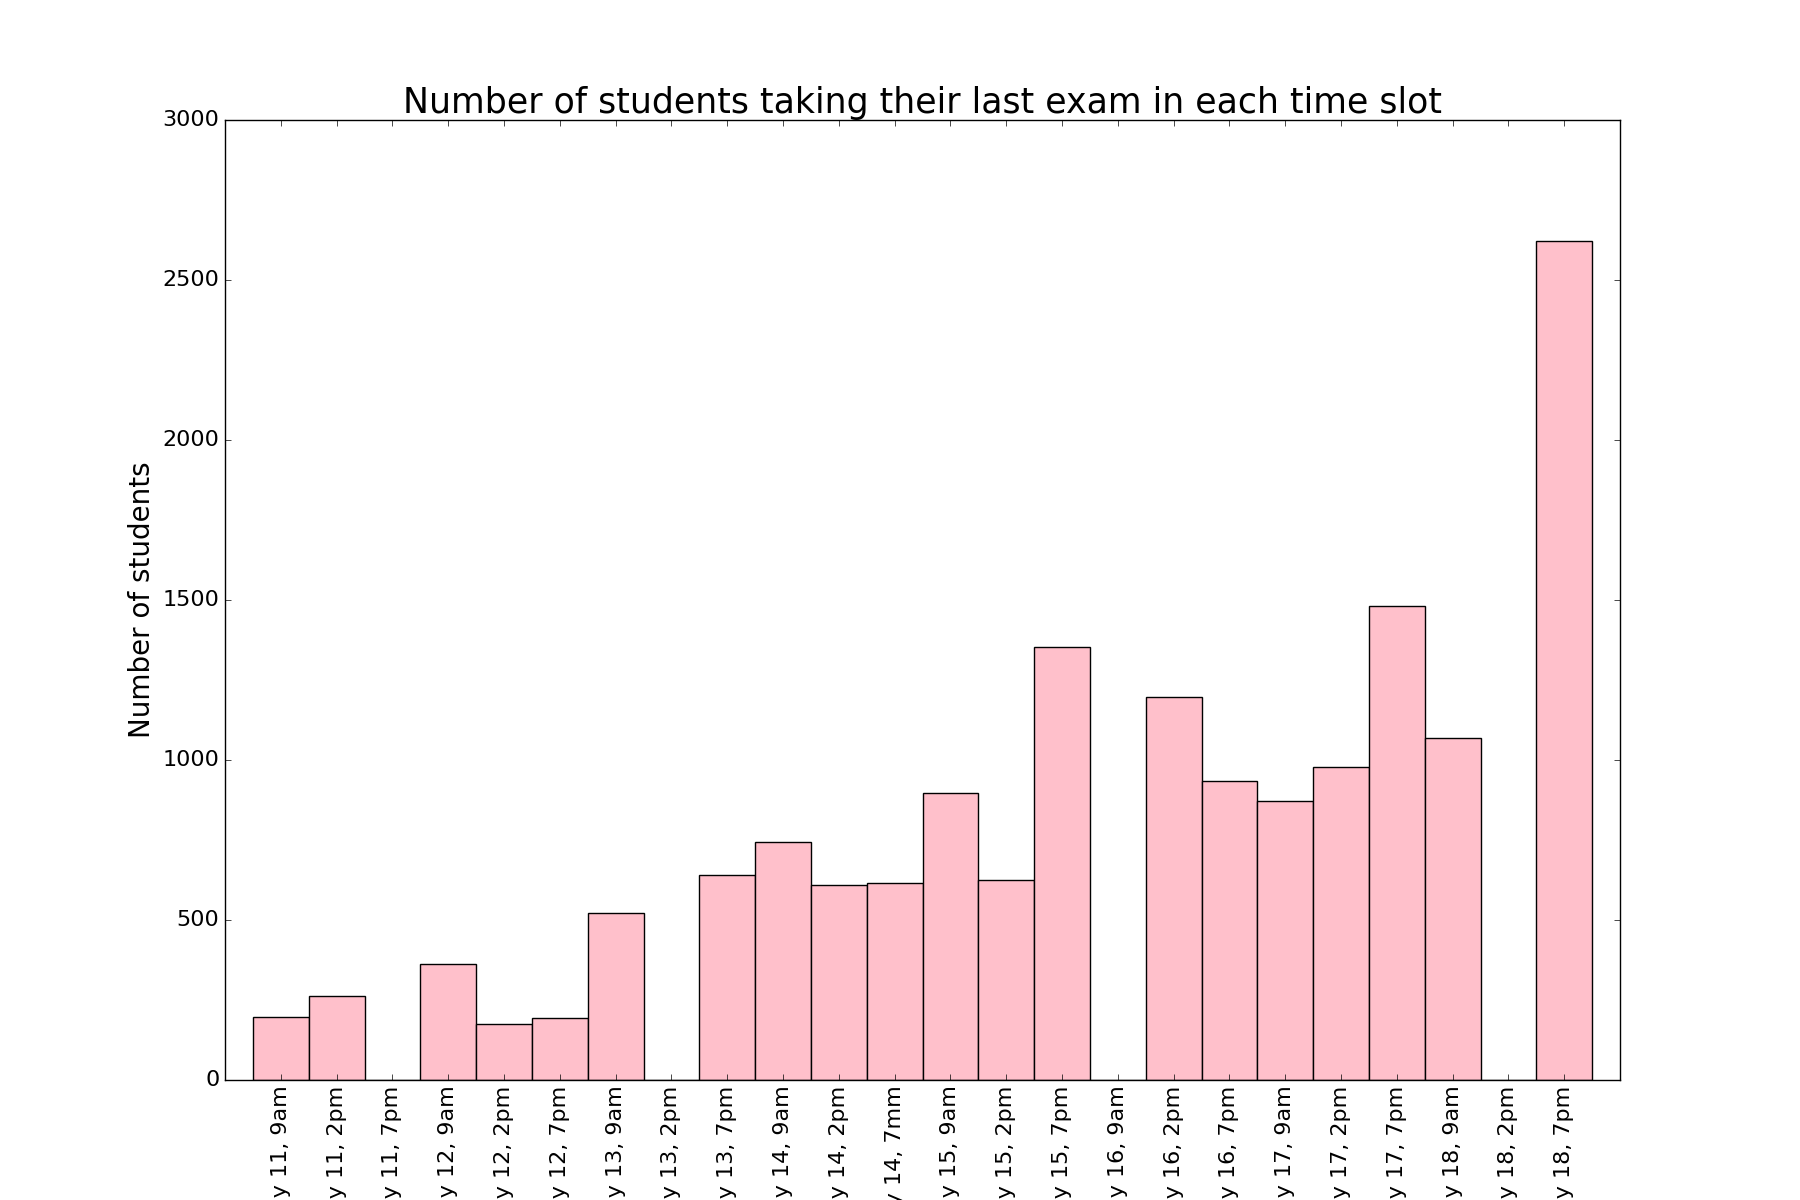 Number of students taking their last exam in each time slot
3000
2500
2000
1500
1000
500
0
Number of students
y 11, 9am
y 11, 2pm
y 11, 7pm
y 12, 9am
y 12, 2pm
y 12, 7pm
y 13, 9am
y 13, 2pm
y 13, 7pm
y 14, 9am
y 14, 2pm
y 14, 7mm
y 15, 9am
y 15, 2pm
y 15, 7pm
y 16, 9am
y 16, 2pm
y 16, 7pm
y 17, 9am
y 17, 2pm
y 17, 7pm
y 18, 9am
y 18, 2pm
y 18, 7pm